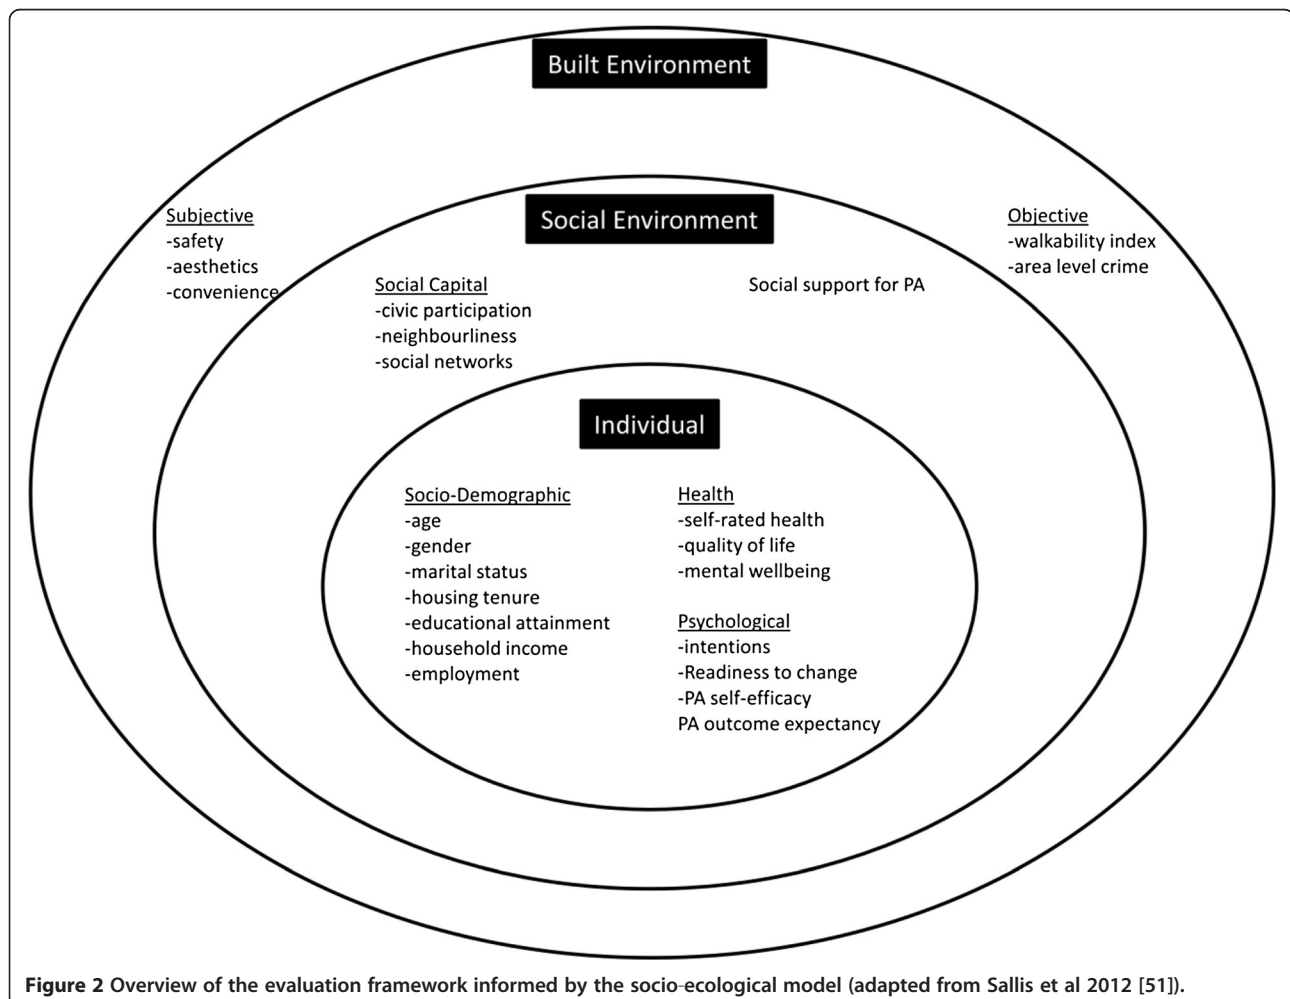 Built Environment
Subjective
-safety
-aesthetics
-convenience
Objective
-walkability index
-area level crime
Social Environment
Social Capital
-civic participation
-neighbourliness
-social networks
Social support for PA
Individual
Socio-Demographic
-age
-gender
-marital status
-housing tenure
-educational attainment
-household income
-employment
Health
-self-rated health
-quality of life
-mental wellbeing
Psychological
-intentions
-Readiness to change
-PA self-efficacy
PA outcome expectancy
Figure 2 Overview of the evaluation framework informed by the socio-ecological model (adapted from Sallis et al 2012 [51]).